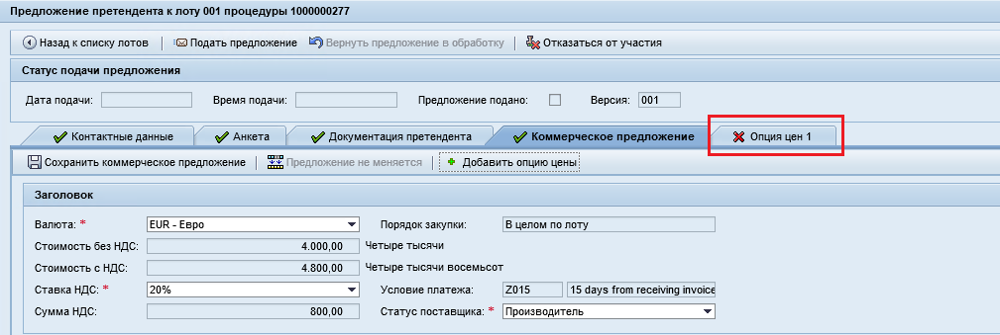 Предложение претендента к лоту 001 процедуры 1000000277
Назад к списку лотов Подать предложение Вернуть предложение в обработку Отказаться от участия
Статус подачи предложения
Дата подачи: Время подачи: Предложение подано: Версия: 001
Контактные данные Анкета Документация претендента Коммерческое предложение Опция цен 1
Сохранить коммерческое предложение Предложение не меняется Добавить опцию цены
Заголовок
Валюта: * EUR - Евро Порядок закупки: В целом по лоту
Стоимость без НДС: 4.000,00 Четыре тысячи
Стоимость с НДС: 4.800,00 Четыре тысячи восемьсот
Ставка НДС: * 20% Условие платежа: Z015 15 days from receiving invoice
Сумма НДС: 800,00 Статус поставщика: * Производитель